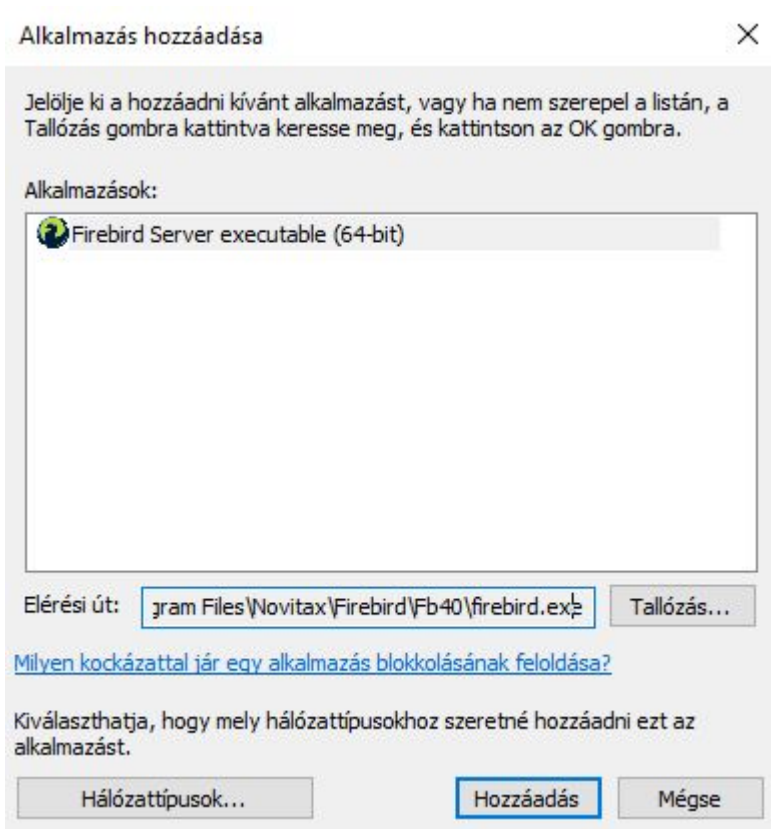 Alkalmazás hozzáadása
Jelölje ki a hozzáadni kívánt alkalmazást, vagy ha nem szerepel a listán, a
Tallózás gombra kattintva keresse meg, és kattintson az OK gombra.
Alkalmazások:
Firebird Server executable (64-bit)
Elérési út:
gram Files\Novitax\Firebird\Fb40\firebird.exe
Tallózás...
Milyen kockázattal jár egy alkalmazás blokkolásának feloldása?
Kiválaszthatja, hogy mely hálózattípusokhoz szeretné hozzáadni ezt az
alkalmazást.
Hálózattípusok...
Hozzáadás
Mégse